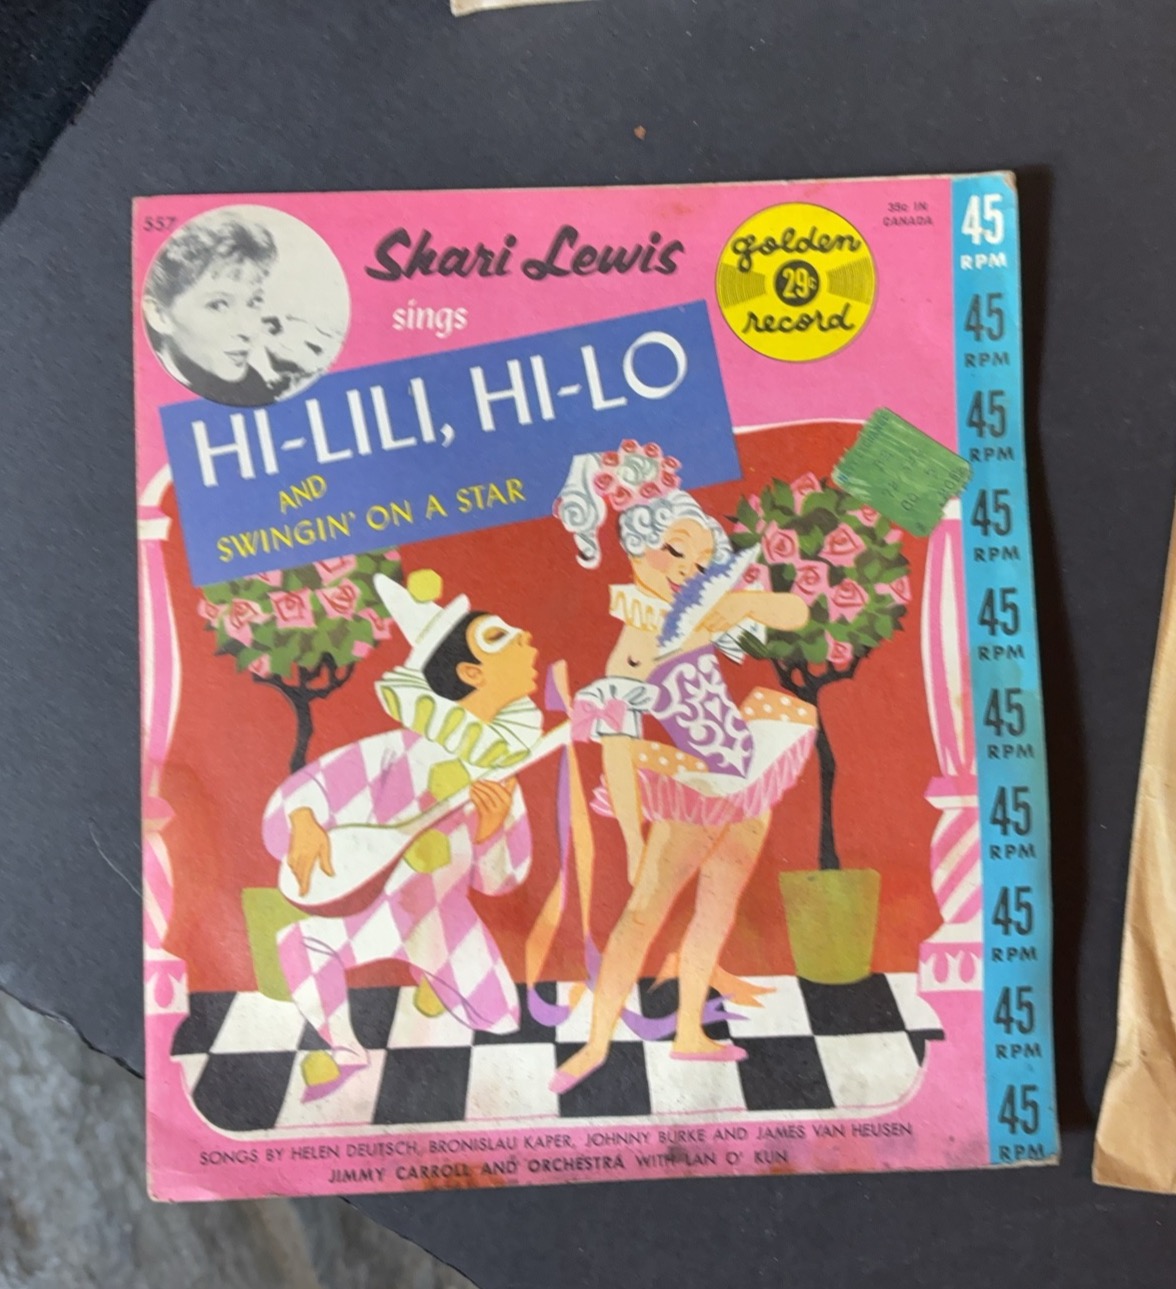 557
Shari Lewis
sings
HI-LILI, HI-LO
AND
SWINGIN' ON A STAR
golden
29¢
record
35¢ IN
CANADA
45
RPM
45
RPM
45
RPM
45
RPM
45
RPM
45
RPM
45
RPM
45
RPM
45
RPM
45
RPM
SONGS BY HELEN DEUTSCH, BRONISLAU KAPER, JOHNNY BURKE AND JAMES VAN HEUSEN
JIMMY CARROLL AND ORCHESTRA WITH LAN O' KUN